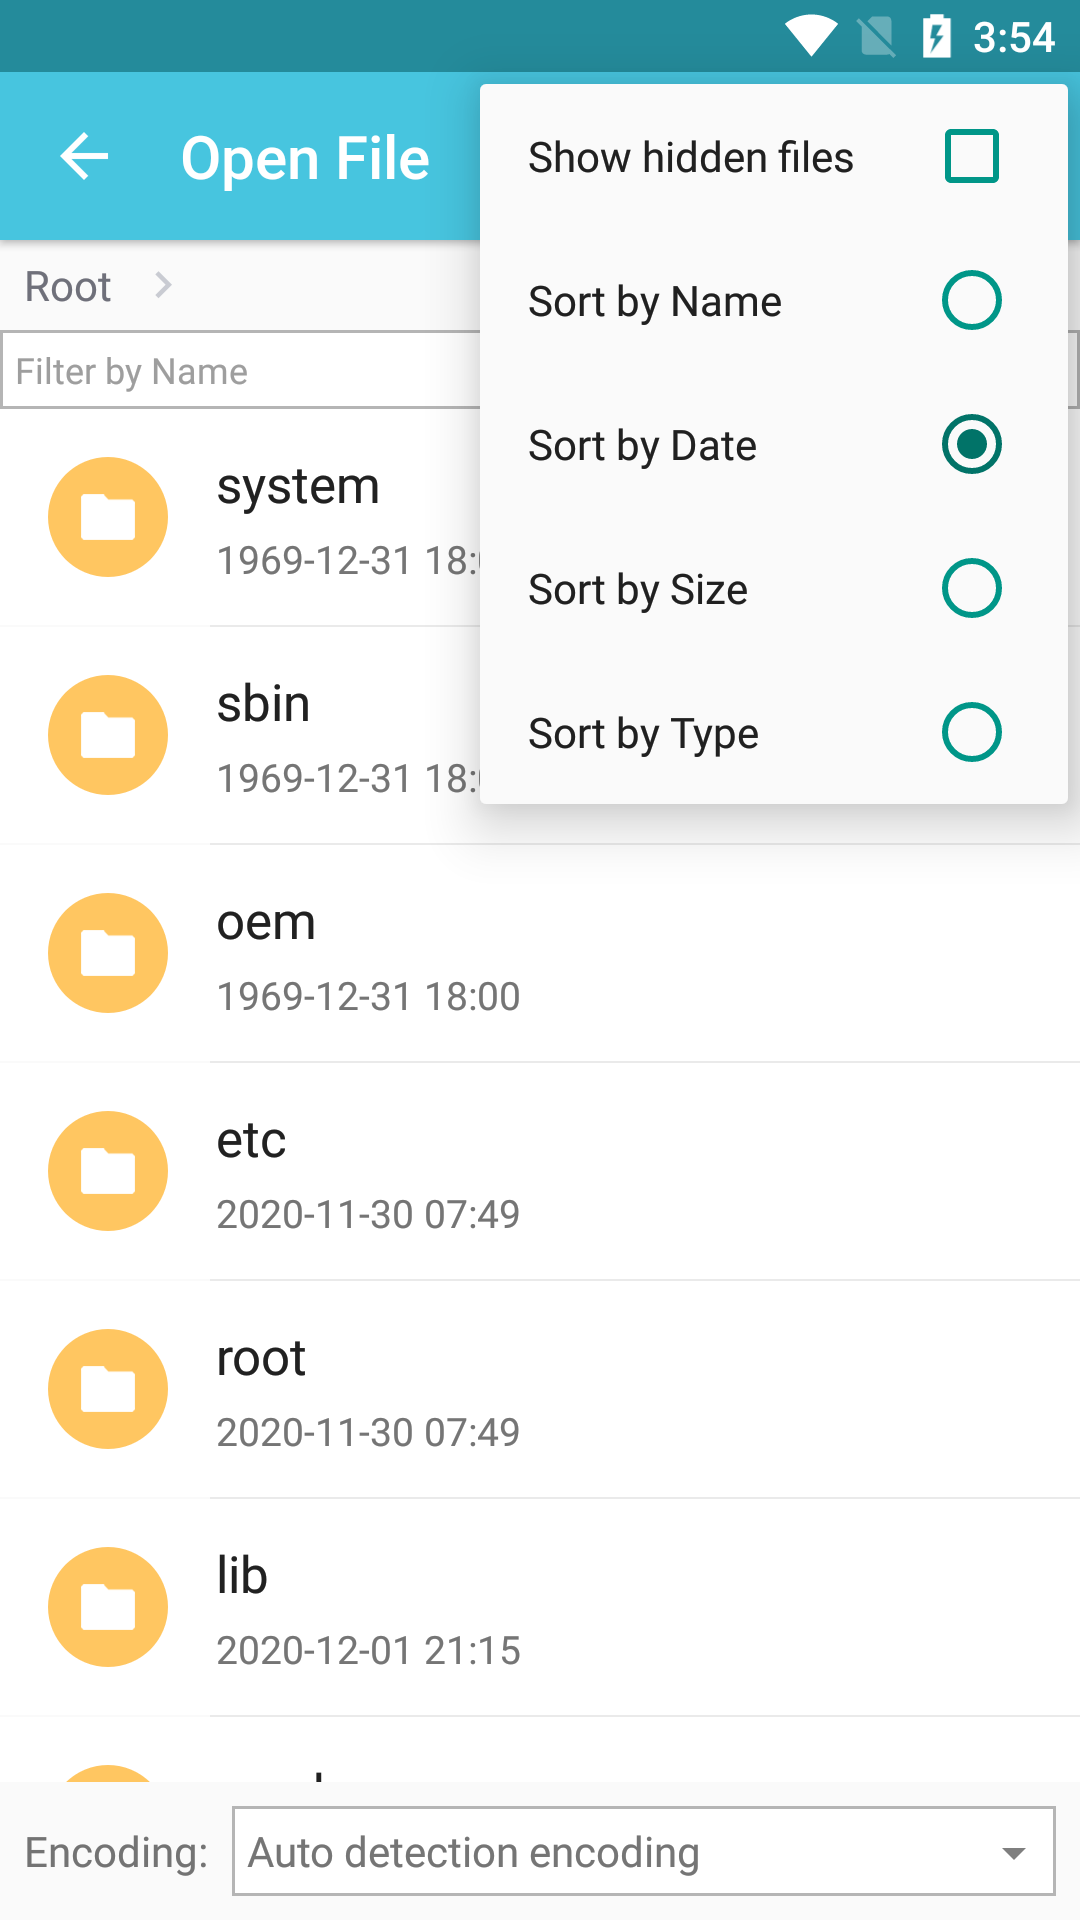 3:54
Open File
Show hidden files
Root
Sort by Name
Filter by Name
Sort by Date
system
1969-12-31 18:
Sort by Size
sbin
1969-12-31 18:
Sort by Type
oem
1969-12-31 18:00
etc
2020-11-30 07:49
root
2020-11-30 07:49
lib
2020-12-01 21:15
Encoding:
Auto detection encoding